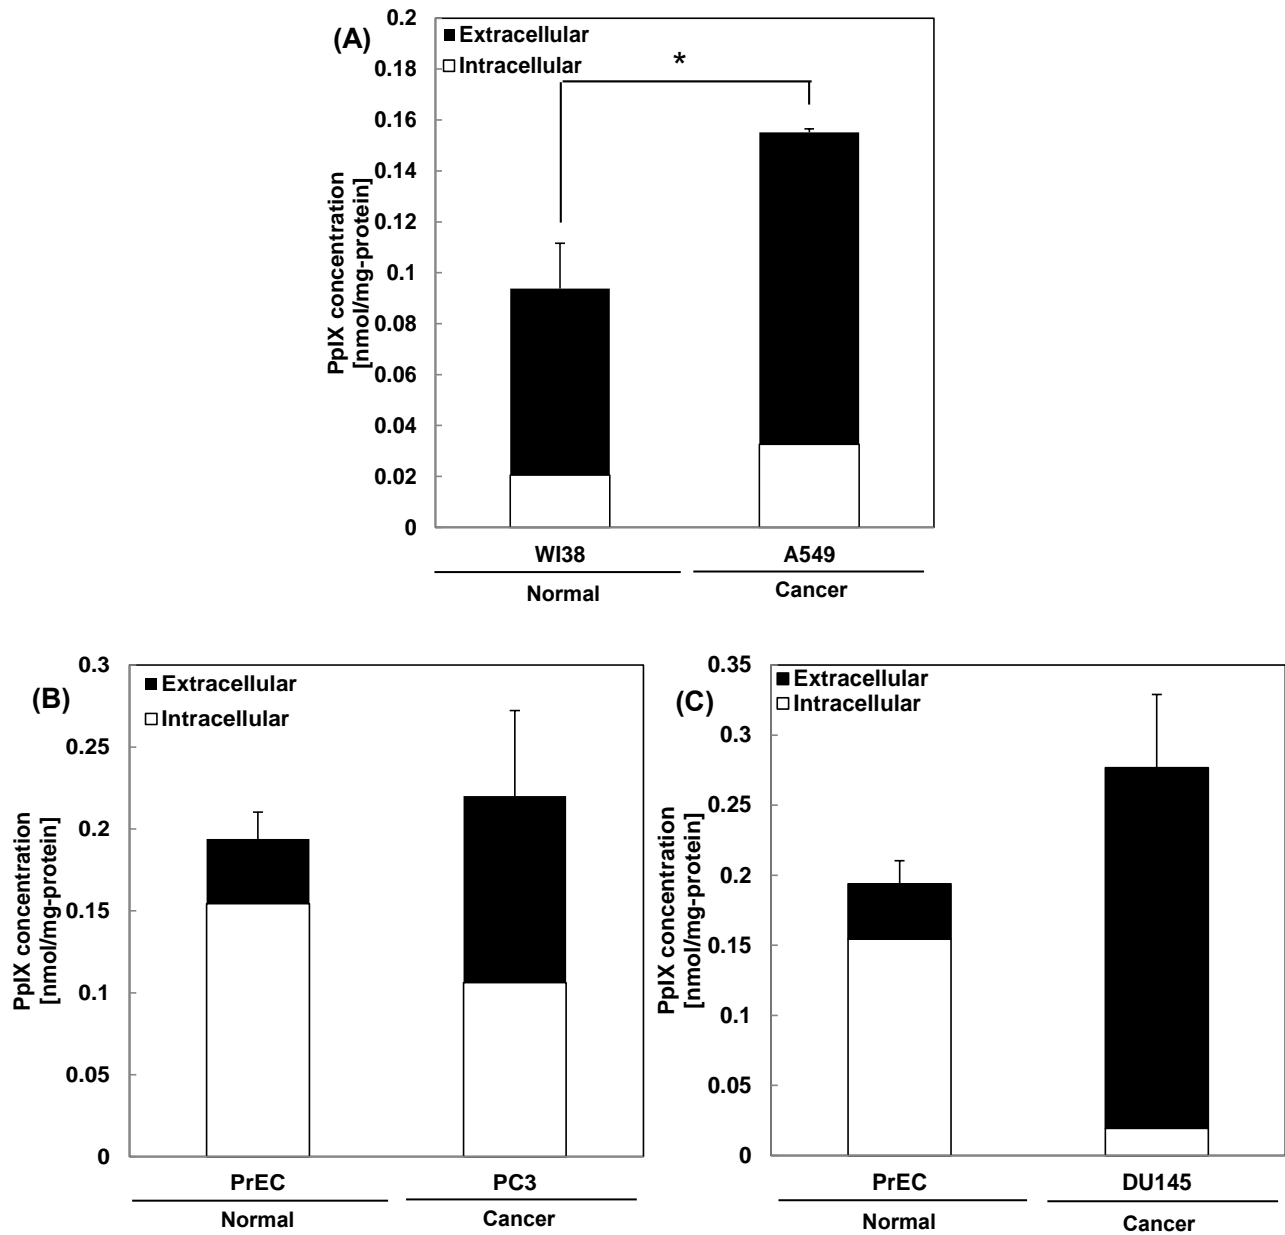 (A)
Extracellular
Intracellular
*
0.2
0.18
0.16
0.14
0.12
0.1
0.08
0.06
0.04
0.02
0
PpIX concentration
[nmol/mg-protein]
WI38
A549
Normal
Cancer
(B)
Extracellular
Intracellular
0.3
0.25
0.2
0.15
0.1
0.05
0
PpIX concentration
[nmol/mg-protein]
PrEC
PC3
Normal
Cancer
(C)
Extracellular
Intracellular
0.35
0.3
0.25
0.2
0.15
0.1
0.05
0
PpIX concentration
[nmol/mg-protein]
PrEC
DU145
Normal
Cancer